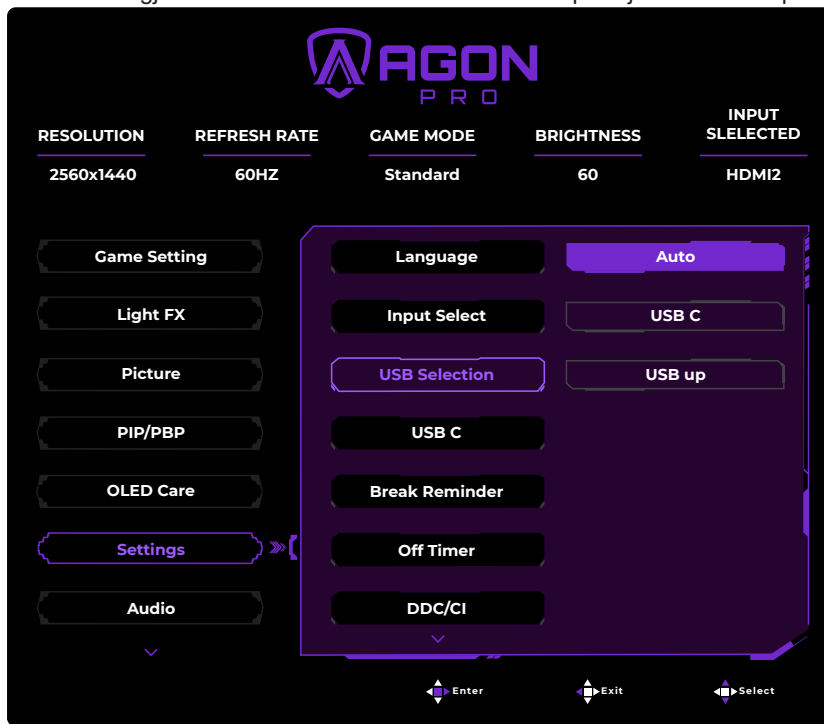 AGON
PRO
RESOLUTION REFRESH RATE GAME MODE BRIGHTNESS INPUT SLELECTED
2560x1440 60HZ Standard 60 HDMI2
Game Setting Language Auto
Light FX Input Select USB C
Picture USB Selection USB up
PIP/PBP USB C
OLED Care Break Reminder
Settings Off Timer
Audio DDC/CI
Enter Exit Select